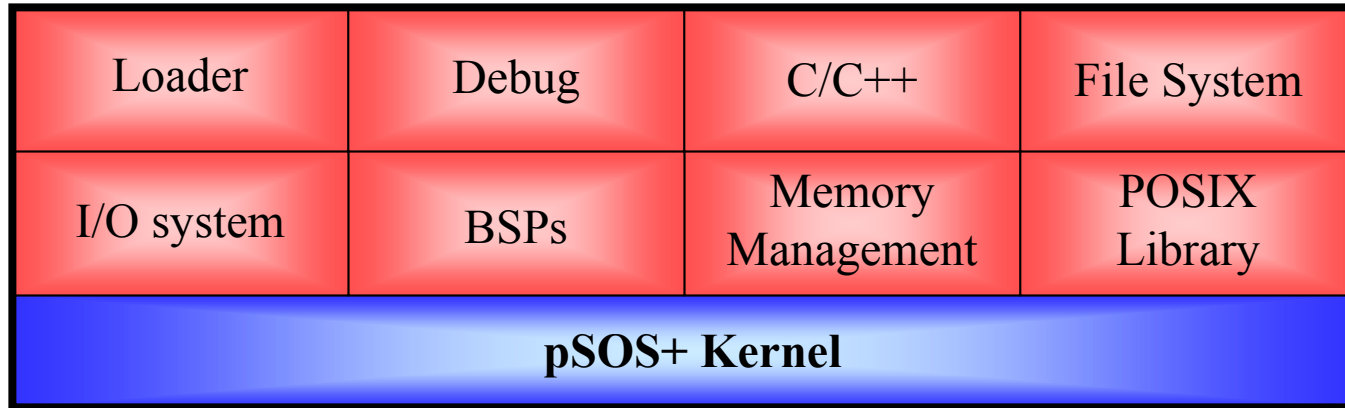 Loader
Debug
C/C++
File System
I/O system
BSPs
Memory
Management
POSIX
Library
pSOS+ Kernel